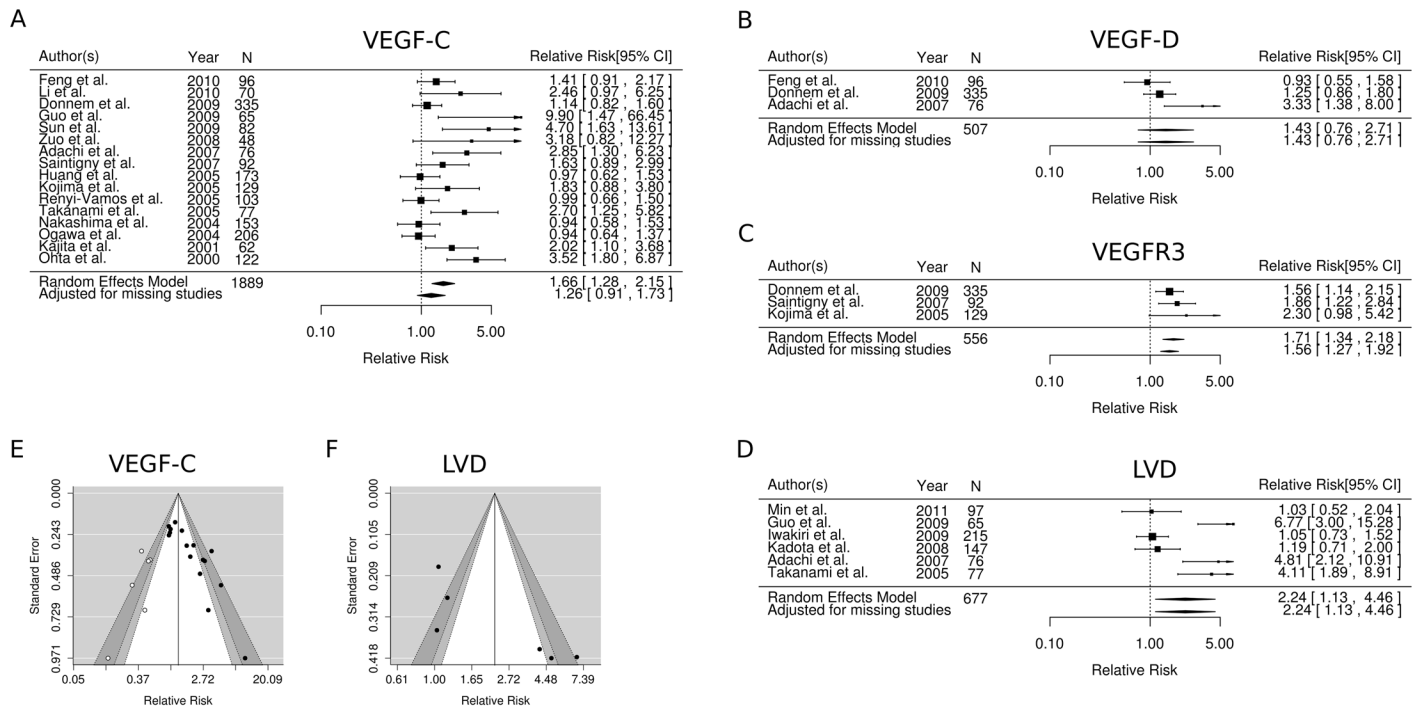 A
VEGF-C
Author(s) Year N Relative Risk[95% CI]
Feng et al. 2010 96 1.41 [ 0.91 , 2.17 ]
Li et al. 2010 70 2.46 [ 0.97 , 6.25 ]
Donnem et al. 2009 335 1.14 [ 0.82 , 1.60 ]
Guo et al. 2009 65 9.90 [ 1.47 , 66.45 ]
Sun et al. 2009 82 4.70 [ 1.63 , 13.61 ]
Zuo et al. 2008 48 3.18 [ 0.82 , 12.27 ]
Adachi et al. 2007 76 2.85 [ 1.30 , 6.23 ]
Saintigny et al. 2007 92 1.63 [ 0.89 , 2.99 ]
Huang et al. 2005 173 0.97 [ 0.62 , 1.53 ]
Kojima et al. 2005 129 1.83 [ 0.88 , 3.80 ]
Renyi-Vamos et al. 2005 103 0.99 [ 0.66 , 1.50 ]
Takanami et al. 2005 77 2.70 [ 1.25 , 5.82 ]
Nakashima et al. 2004 153 0.94 [ 0.58 , 1.53 ]
Ogawa et al. 2004 206 0.94 [ 0.64 , 1.37 ]
Kajita et al. 2001 62 2.02 [ 1.10 , 3.68 ]
Ohta et al. 2000 122 3.52 [ 1.80 , 6.87 ]
Random Effects Model 1889 1.66 [ 1.28 , 2.15 ]
Adjusted for missing studies 1.26 [ 0.91 , 1.73 ]
0.10 1.00 5.00
Relative Risk
B
VEGF-D
Author(s) Year N Relative Risk[95% CI]
Feng et al. 2010 96 0.93 [ 0.55 , 1.58 ]
Donnem et al. 2009 335 1.25 [ 0.86 , 1.80 ]
Adachi et al. 2007 76 3.33 [ 1.38 , 8.00 ]
Random Effects Model 507 1.43 [ 0.76 , 2.71 ]
Adjusted for missing studies 1.43 [ 0.76 , 2.71 ]
0.10 1.00 5.00
Relative Risk
C
VEGFR3
Author(s) Year N Relative Risk[95% CI]
Donnem et al. 2009 335 1.56 [ 1.14 , 2.15 ]
Saintigny et al. 2007 92 1.86 [ 1.22 , 2.84 ]
Kojima et al. 2005 129 2.30 [ 0.98 , 5.42 ]
Random Effects Model 556 1.71 [ 1.34 , 2.18 ]
Adjusted for missing studies 1.56 [ 1.27 , 1.92 ]
0.10 1.00 5.00
Relative Risk
D
LVD
Author(s) Year N Relative Risk[95% CI]
Min et al. 2011 97 1.03 [ 0.52 , 2.04 ]
Guo et al. 2009 65 6.77 [ 3.00 , 15.28 ]
Iwakiri et al. 2009 215 1.05 [ 0.73 , 1.52 ]
Kadota et al. 2008 147 1.19 [ 0.71 , 2.00 ]
Adachi et al. 2007 76 4.81 [ 2.12 , 10.91 ]
Takanami et al. 2005 77 4.11 [ 1.89 , 8.91 ]
Random Effects Model 677 2.24 [ 1.13 , 4.46 ]
Adjusted for missing studies 2.24 [ 1.13 , 4.46 ]
0.10 1.00 5.00
Relative Risk
E
VEGF-C
Standard Error
0.000
0.243
0.486
0.729
0.971
0.05 0.37 2.72 20.09
Relative Risk
F
LVD
Standard Error
0.000
0.105
0.209
0.314
0.418
0.61 1.00 1.65 2.72 4.48 7.39
Relative Risk